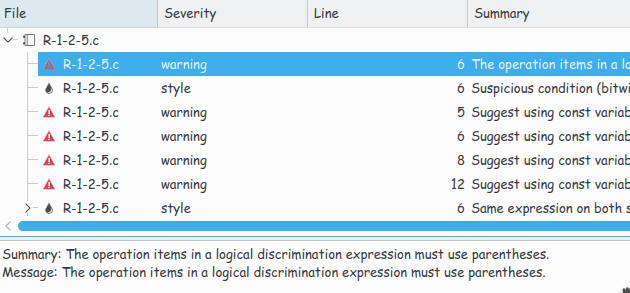 File Severity Line Summary
R-1-2-5.c
R-1-2-5.c warning 6 The operation items in a lo
R-1-2-5.c style 6 Suspicious condition (bitwi
R-1-2-5.c warning 5 Suggest using const variab
R-1-2-5.c warning 6 Suggest using const variab
R-1-2-5.c warning 8 Suggest using const variab
R-1-2-5.c warning 12 Suggest using const variab
R-1-2-5.c style 6 Same expression on both s
Summary: The operation items in a logical discrimination expression must use parentheses.
Message: The operation items in a logical discrimination expression must use parentheses.